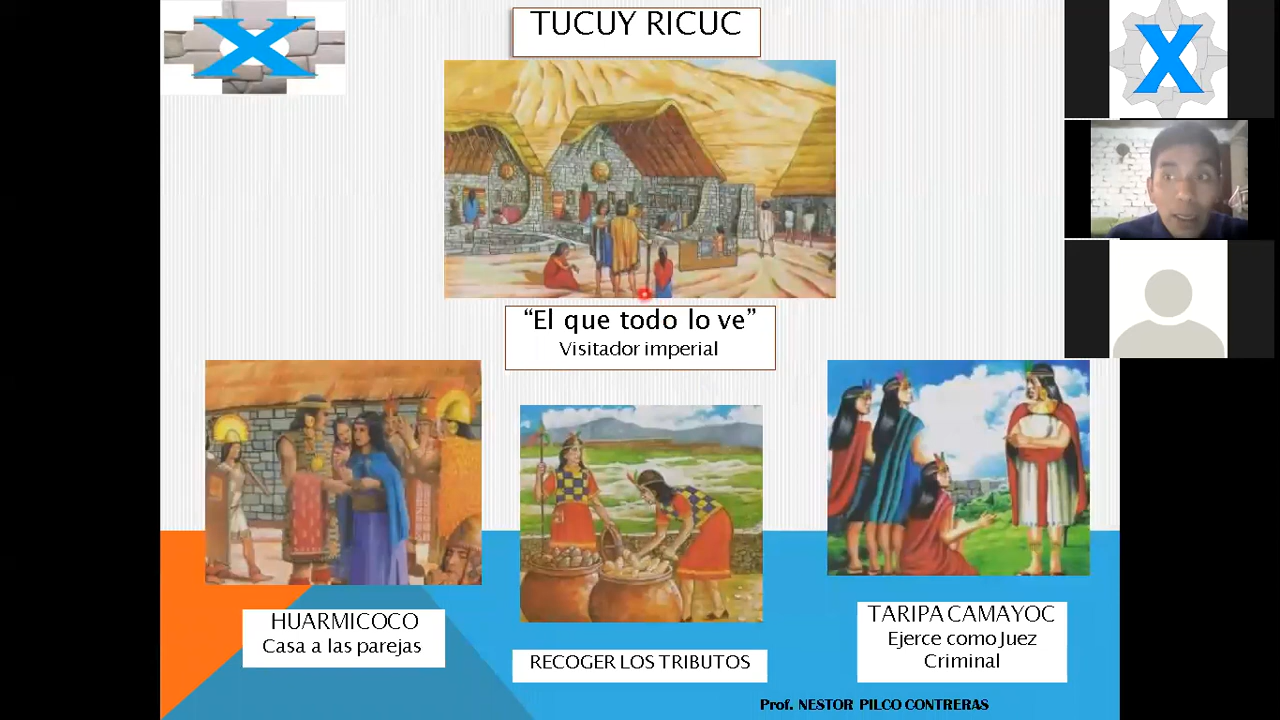 TUCUY RICUC
X
X
“El que todo lo ve”
Visitador imperial
HUARMICOCO
Casa a las parejas
RECOGER LOS TRIBUTOS
TARIPA CAMAYOC
Ejerce como Juez
Criminal
Prof. NESTOR PILCO CONTRERAS